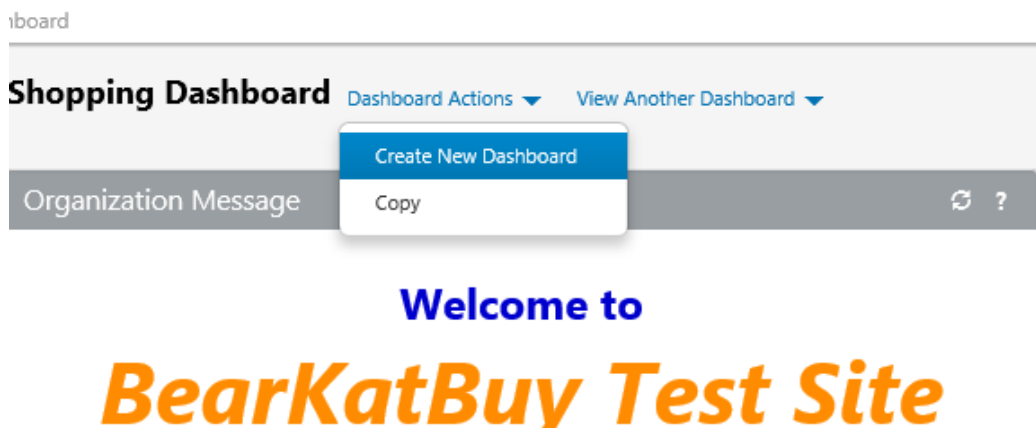 Shopping Dashboard Dashboard Actions View Another Dashboard
Create New Dashboard
Organization Message Copy ?
Welcome to
BearKatBuy Test Site